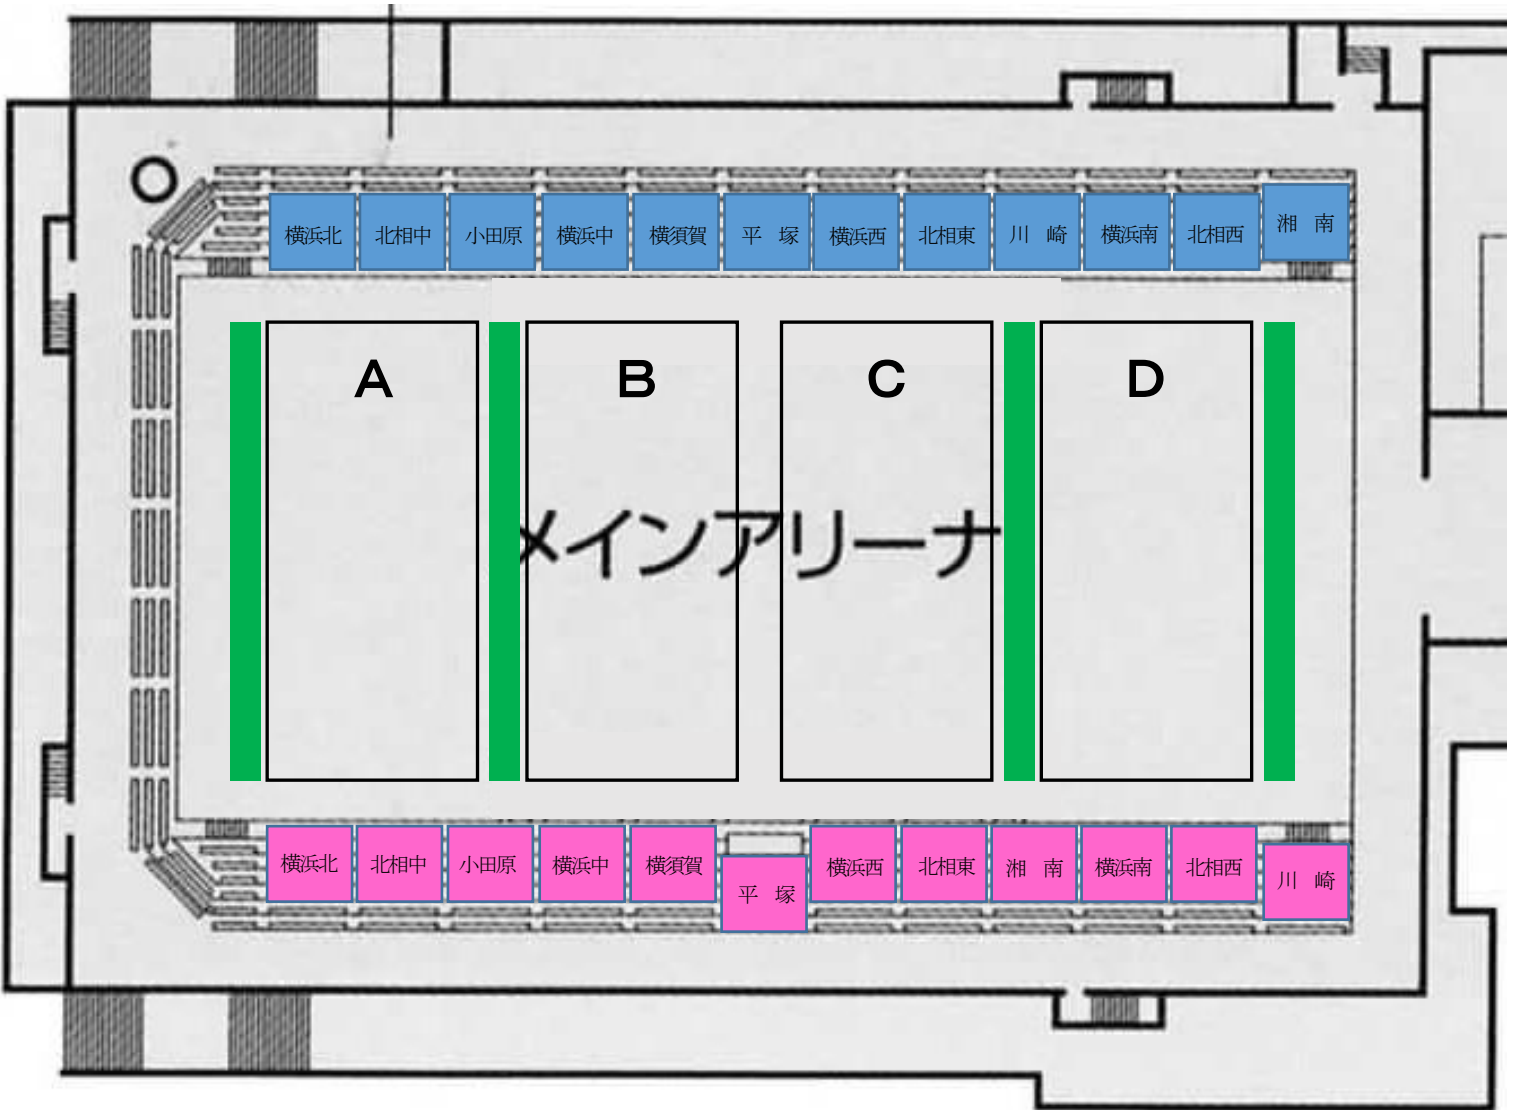 横浜北 北相中 小田原 横浜中 横須賀 平 塚 横浜西 北相東 川 崎 横浜南 北相西 湘 南
A B C D
メインアリーナ
横浜北 北相中 小田原 横浜中 横須賀 平 塚 横浜西 北相東 湘 南 横浜南 北相西 川 崎